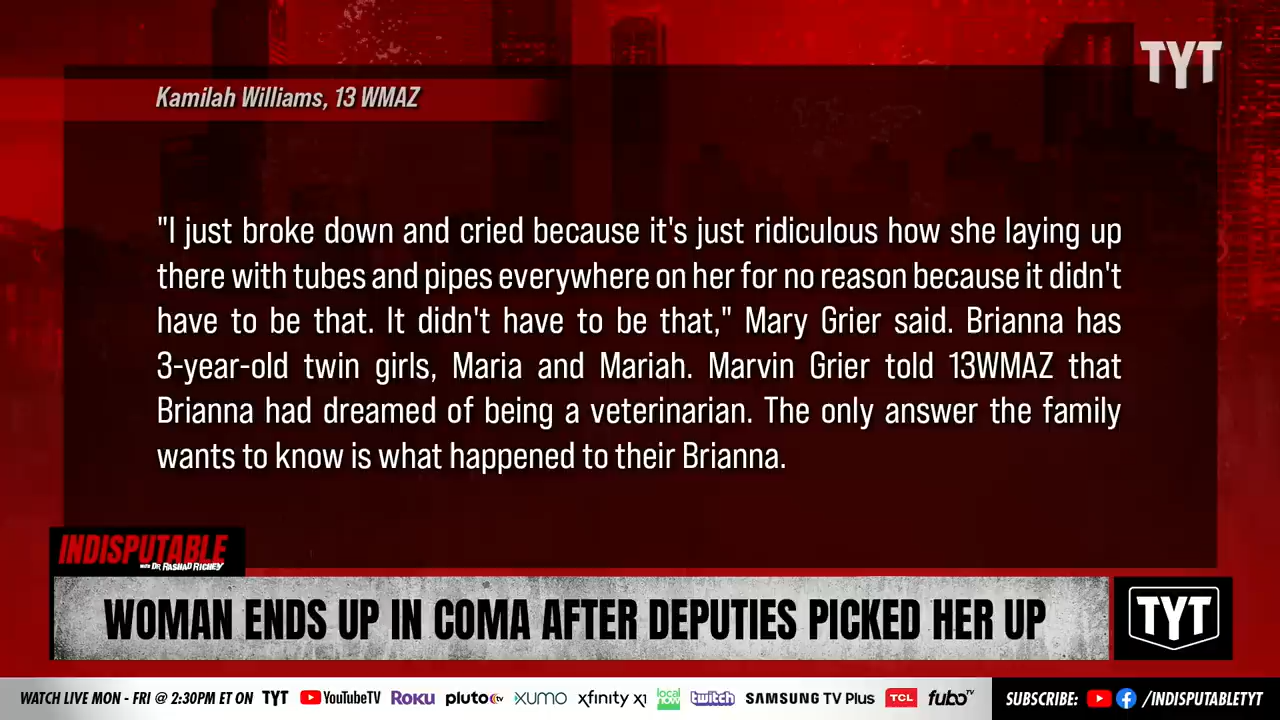 TYT
Kamilah Williams, 13 WMAZ
"I just broke down and cried because it's just ridiculous how she laying up
there with tubes and pipes everywhere on her for no reason because it didn't
have to be that. It didn't have to be that," Mary Grier said. Brianna has
3-year-old twin girls, Maria and Mariah. Marvin Grier told 13WMAZ that
Brianna had dreamed of being a veterinarian. The only answer the family
wants to know is what happened to their Brianna.
INDISPUTABLE
WITH DR. RASHAD RICHEY
WOMAN ENDS UP IN COMA AFTER DEPUTIES PICKED HER UP
TYT
WATCH LIVE MON - FRI @ 2:30PM ET ON TYT YouTubeTV ROKU pluto tv XUMO xfinity x1 local now twitch SAMSUNG TV Plus TCL fubo TV SUBSCRIBE: /INDISPUTABLETYT